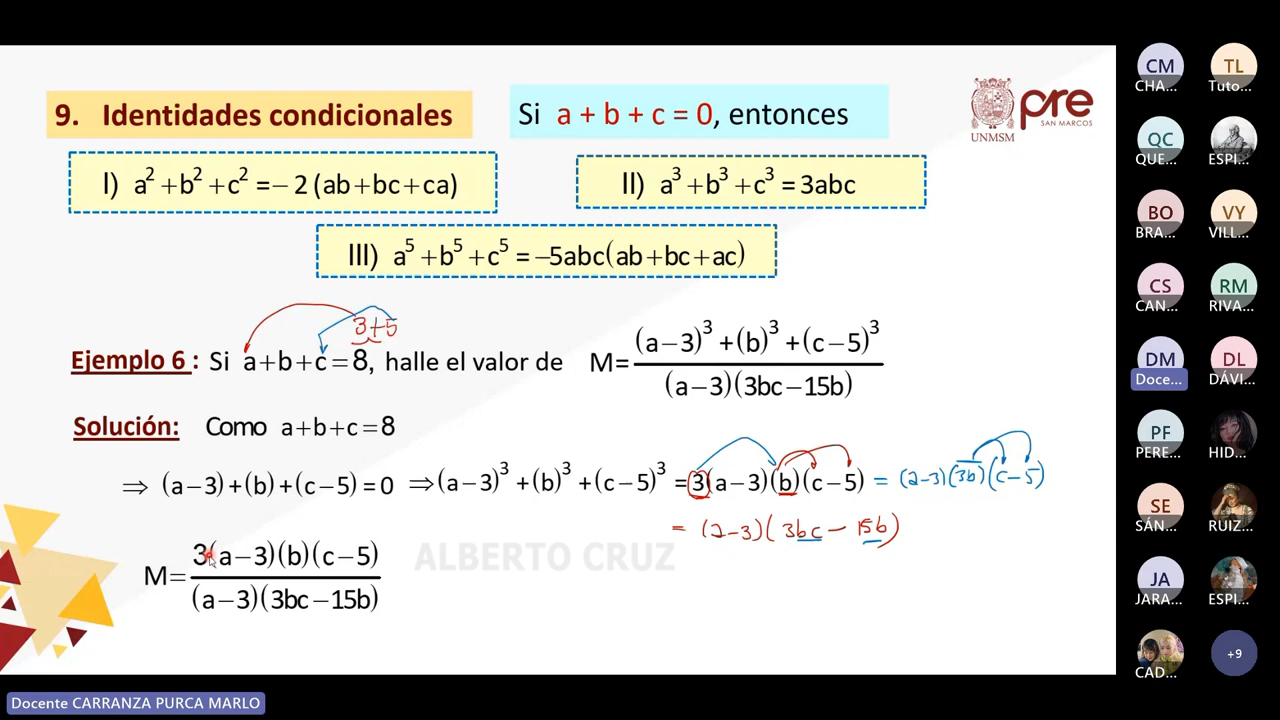 9. Identidades condicionales
Si a + b + c = 0, entonces
pre
SAN MARCOS
UNMSM
I) a² + b² + c² = − 2 (ab + bc + ca)
II) a³ + b³ + c³ = 3abc
III) a⁵ + b⁵ + c⁵ = −5abc(ab + bc + ac)
3+5
Ejemplo 6 : Si a + b + c = 8, halle el valor de M= ((a−3)³ + (b)³ + (c−5)³) / ((a−3)(3bc−15b))
Solución: Como a + b + c = 8
⇒ (a−3)+(b)+(c−5)=0 ⇒ (a−3)³ + (b)³ + (c−5)³ = 3(a−3)(b)(c−5) = (a−3)(3b)(c−5)
= (a−3)(3bc − 15b)
M= (3(a−3)(b)(c−5)) / ((a−3)(3bc−15b))
ALBERTO CRUZ
CM TL
CHA... Tuto...
QC
QUE... ESPI...
BO VY
BRA... VILL...
CS RM
CAN... RIVA...
DM DL
Doce... DÁVI...
PF
PERE... HID...
SE
SÁN... RUIZ...
JA
JARA... ESPI...
+9
CAD...
Docente CARRANZA PURCA MARLO